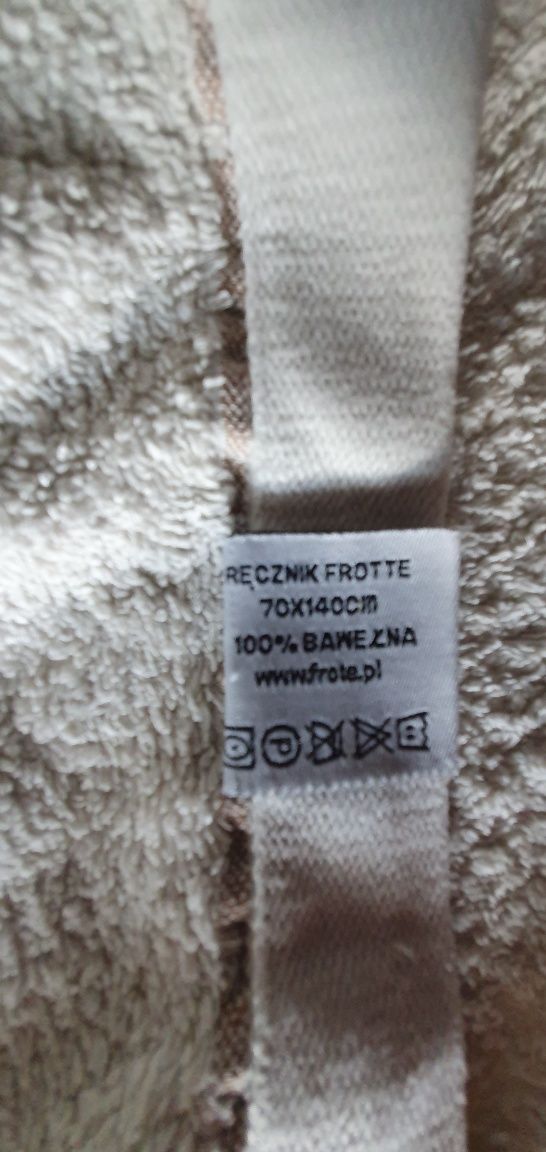 RĘCZNIK FROTTE
70X140cm
100% BAWEŁNA
www.frote.pl
P